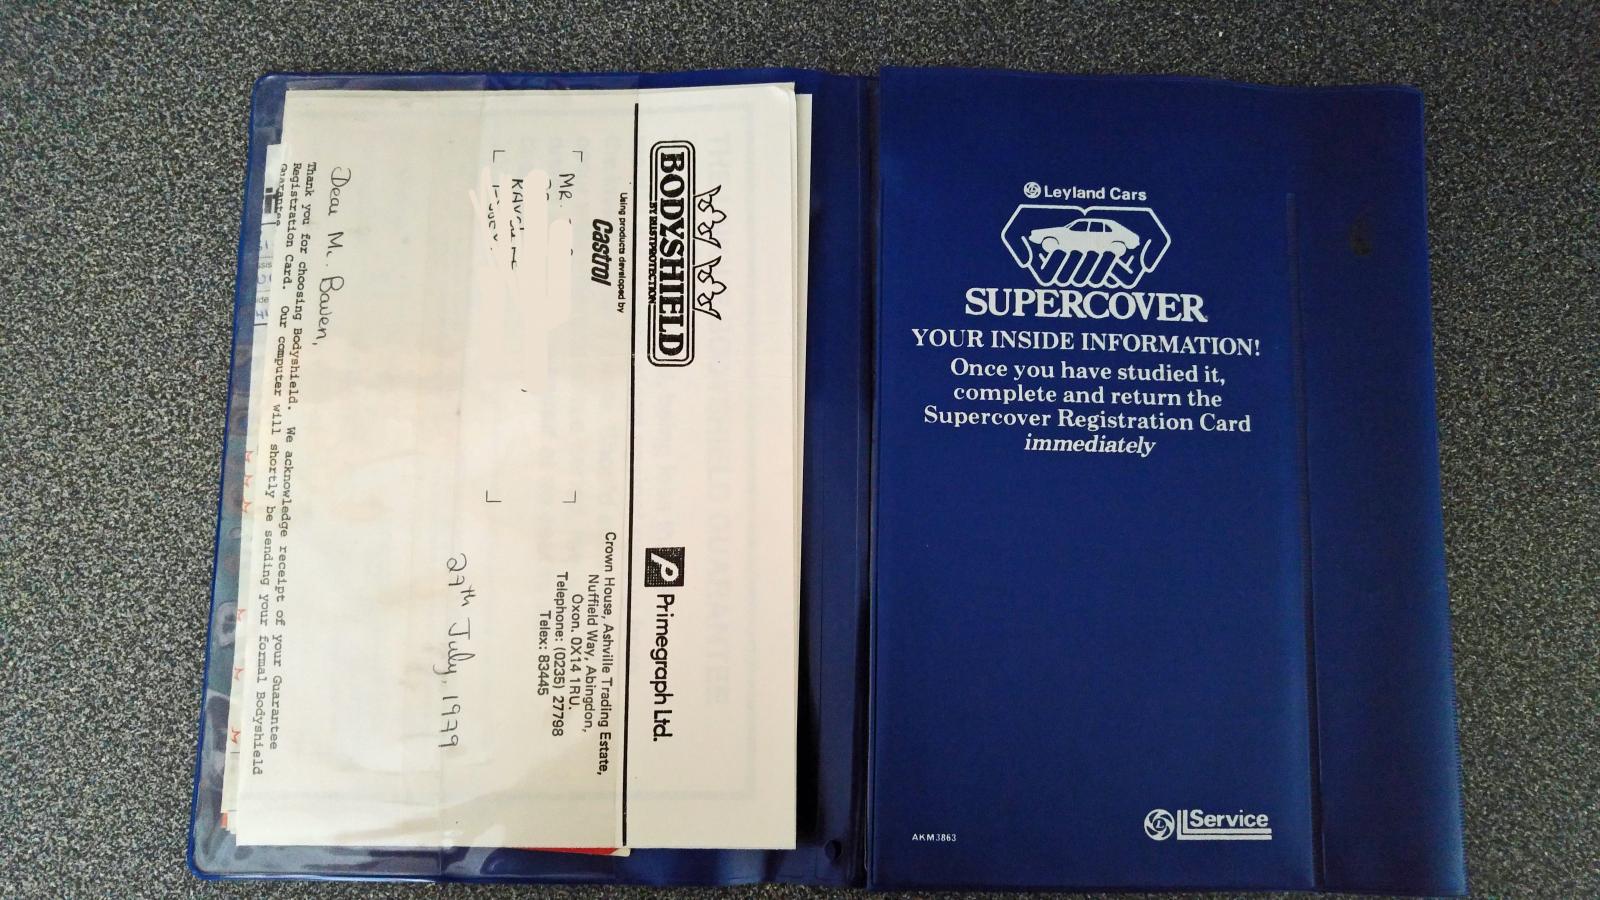 BODYSHIELD
BY RUSTPROTECTION
Primegraph Ltd.
Using products developed by
Castrol
Crown House, Ashville Trading Estate,
Nuffield Way, Abingdon,
Oxon. OX14 1RU.
Telephone: (0235) 27798
Telex: 83445
MR.
27th July, 1979
Dear Mr. Bowen,
Thank you for choosing Bodyshield. We acknowledge receipt of your Guarantee
Registration Card. Our computer will shortly be sending your formal Bodyshield
Guarantee.
Leyland Cars
SUPERCOVER
YOUR INSIDE INFORMATION!
Once you have studied it,
complete and return the
Supercover Registration Card
immediately
AKM3863
L Service